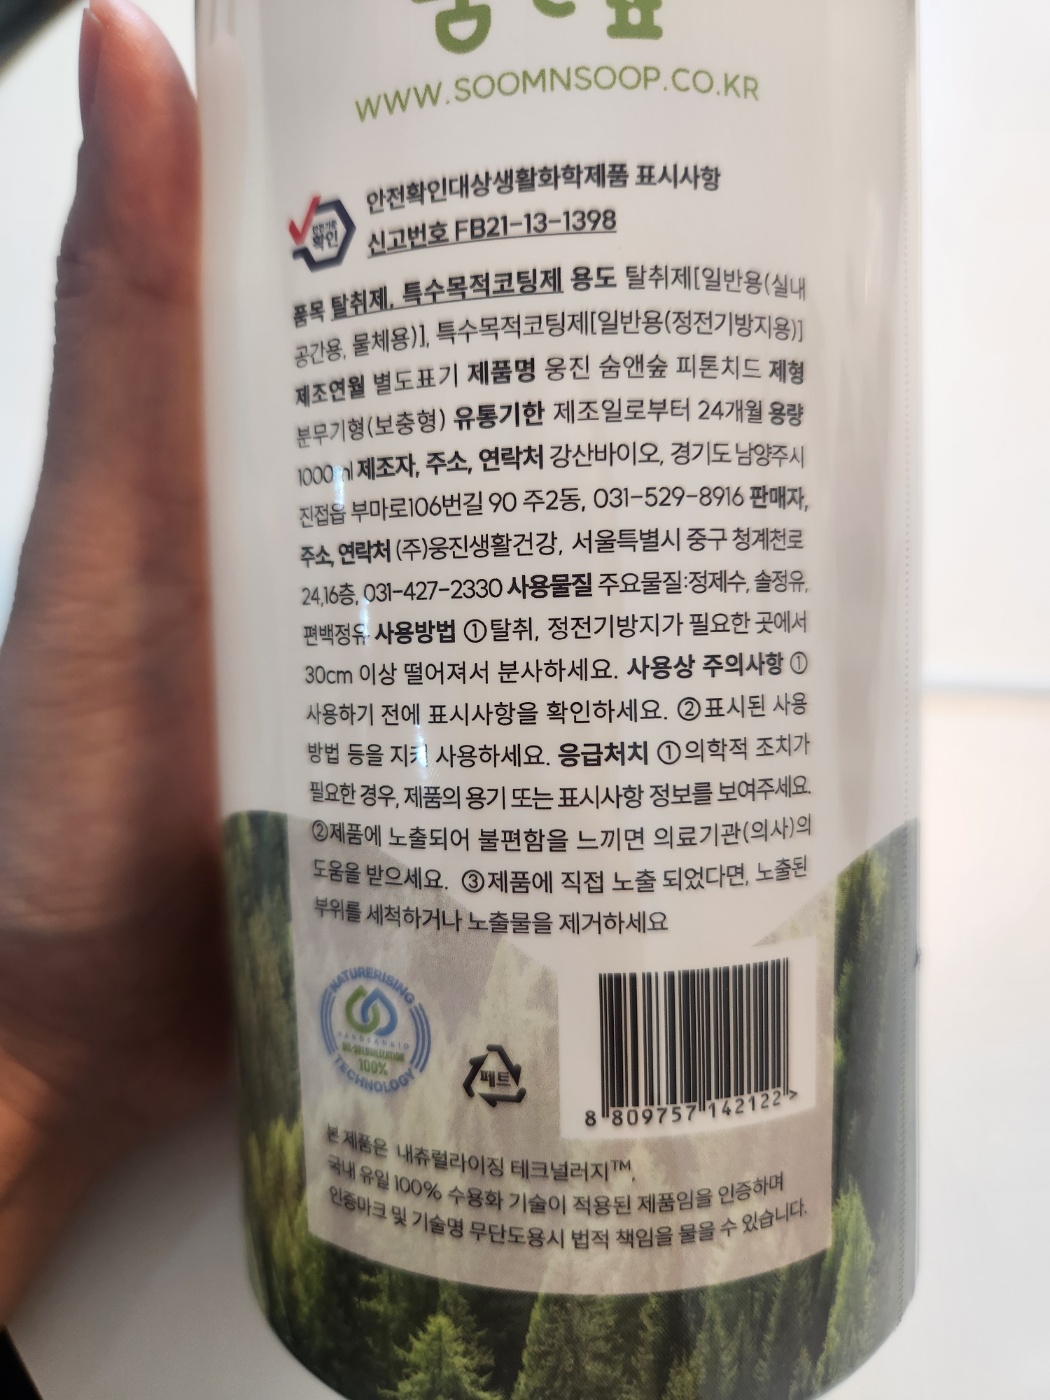 WWW.SOOMNSOOP.CO.KR
안전확인대상생활화학제품 표시사항
확인
신고번호 FB21-13-1398
품목 탈취제, 특수목적코팅제 용도 탈취제[일반용(실내
공간용, 물체용)], 특수목적코팅제[일반용(정전기방지용)]
제조연월 별도표기 제품명 웅진 숨앤숲 피톤치드 제형
분무기형(보충형) 유통기한 제조일로부터 24개월 용량
1000ml 제조자, 주소, 연락처 강산바이오, 경기도 남양주시
진접읍 부마로106번길 90 주2동, 031-529-8916 판매자,
주소, 연락처 (주)웅진생활건강, 서울특별시 중구 청계천로
24,16층, 031-427-2330 사용물질 주요물질:정제수, 솔정유,
편백정유 사용방법 ①탈취, 정전기방지가 필요한 곳에서
30cm 이상 떨어져서 분사하세요. 사용상 주의사항 ①
사용하기 전에 표시사항을 확인하세요. ②표시된 사용
방법 등을 지켜 사용하세요. 응급처치 ①의학적 조치가
필요한 경우, 제품의 용기 또는 표시사항 정보를 보여주세요.
②제품에 노출되어 불편함을 느끼면 의료기관(의사)의
도움을 받으세요. ③제품에 직접 노출 되었다면, 노출된
부위를 세척하거나 노출물을 제거하세요
NATURERISING
100%
TECHNOLOGY
페트
8 809757 142122 >
본 제품은 내츄럴라이징 테크널러지™,
국내 유일 100% 수용화 기술이 적용된 제품임을 인증하며
인증마크 및 기술명 무단도용시 법적 책임을 물을 수 있습니다.